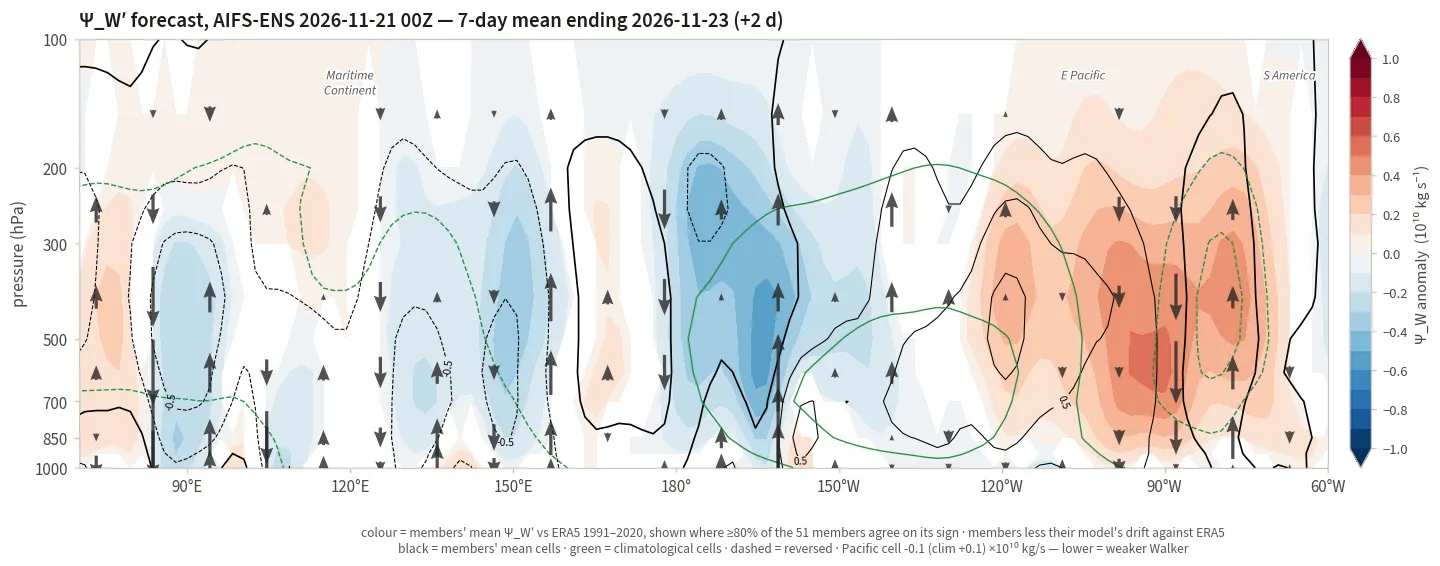 Ψ_W′ forecast, AIFS-ENS 2026-11-21 00Z — 7-day mean ending 2026-11-23 (+2 d)
100
200
300
400
500
700
850
1000
pressure (hPa)
Maritime
Continent
E Pacific
S America
-0.5
-0.5
-0.5
0.5
0.5
90°E
120°E
150°E
180°
150°W
120°W
90°W
60°W
1.0
0.8
0.6
0.4
0.2
0.0
−0.2
−0.4
−0.6
−0.8
−1.0
Ψ_W anomaly (10¹⁰ kg s⁻¹)
colour = members' mean Ψ_W′ vs ERA5 1991–2020, shown where ≥80% of the 51 members agree on its sign · members less their model's drift against ERA5
black = members' mean cells · green = climatological cells · dashed = reversed · Pacific cell -0.1 (clim +0.1) ×10¹⁰ kg/s — lower = weaker Walker